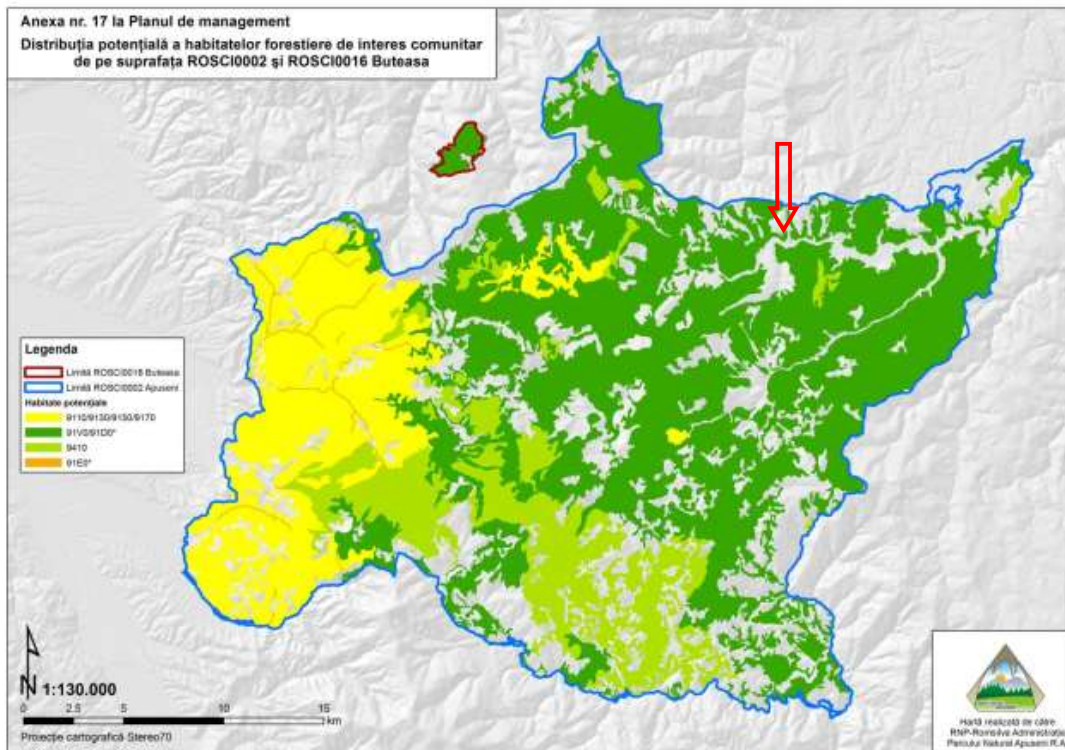 Anexa nr. 17 la Planul de management
Distribuția potențială a habitatelor forestiere de interes comunitar
de pe suprafața ROSCI0002 și ROSCI0016 Buteasa
Legenda
Limită ROSCI0016 Buteasa
Limită ROSCI0002 Apuseni
Habitate potențiale
9110/9130/9150/9170
91V0/91D0*
9410
91E0*
N 1:130.000
0 2.5 5 10 15
km
Proiecție cartografică Stereo70
Hartă realizată de către
RNP-Romsilva Administrația
Parcului Natural Apuseni R.A.